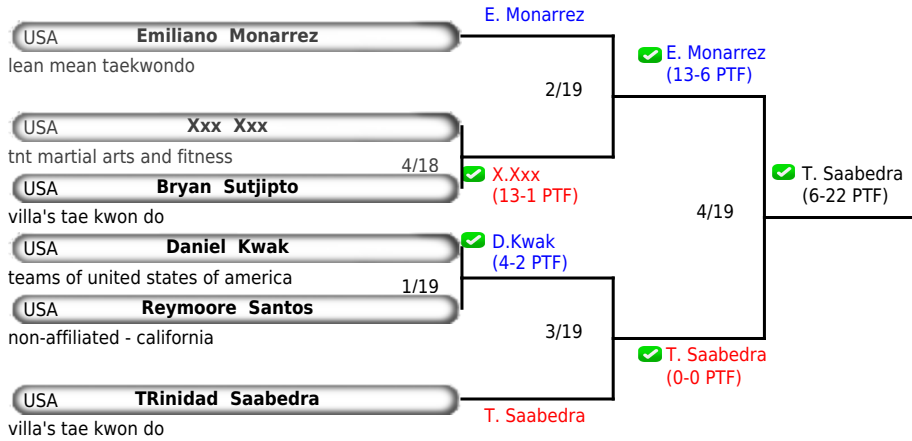 E. Monarrez
USA Emiliano Monarrez
lean mean taekwondo
E. Monarrez
(13-6 PTF)
2/19
USA Xxx Xxx
tnt martial arts and fitness
4/18
X.Xxx
(13-1 PTF)
USA Bryan Sutjipto
villa's tae kwon do
T. Saabedra
(6-22 PTF)
4/19
USA Daniel Kwak
teams of united states of america
D.Kwak
(4-2 PTF)
1/19
USA Reymoore Santos
non-affiliated - california
3/19
T. Saabedra
(0-0 PTF)
USA TRinidad Saabedra
villa's tae kwon do
T. Saabedra